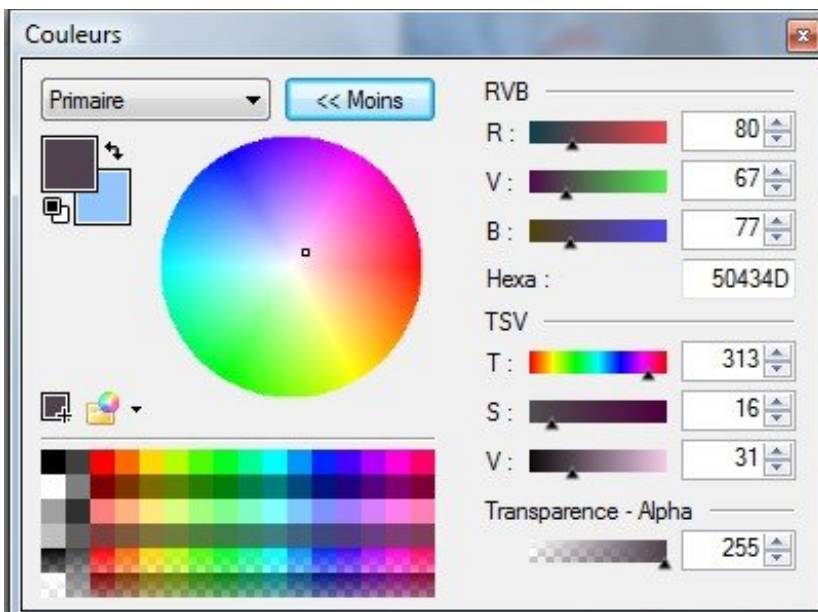 Couleurs
Primaire
<< Moins
RVB
R : 80
V : 67
B : 77
Hexa : 50434D
TSV
T : 313
S : 16
V : 31
Transparence - Alpha
255